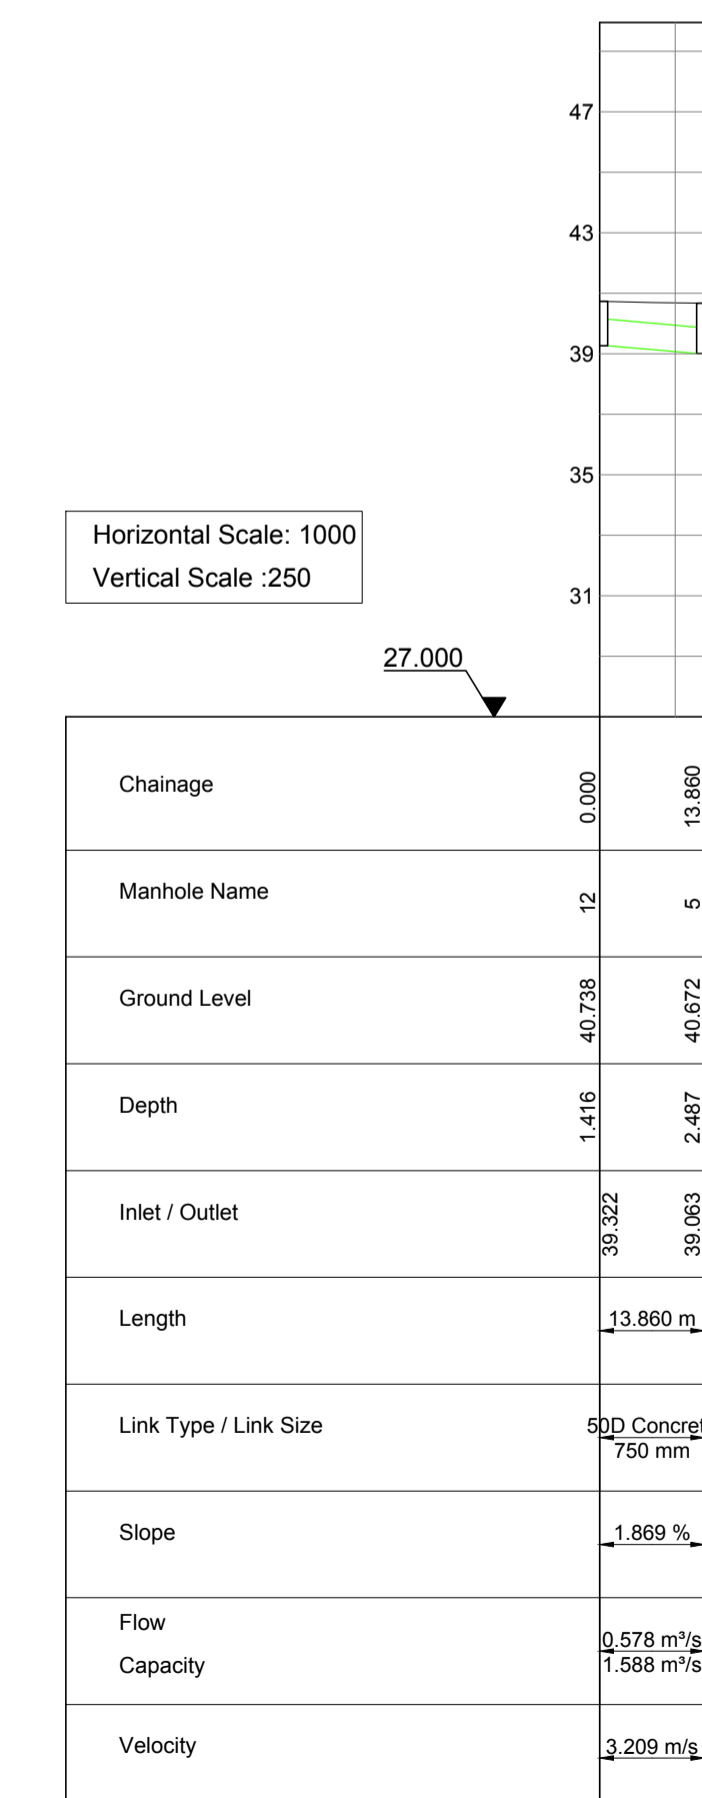 47
43
39
35
Horizontal Scale: 1000
Vertical Scale :250
31
27.000
Chainage 0.000 13.860
Manhole Name 12 5
Ground Level 40.738 40.672
Depth 1.416 2.487
Inlet / Outlet 39.322 39.063
Length 13.860 m
Link Type / Link Size 50D Concret
750 mm
Slope 1.869 %
Flow 0.578 m³/s
Capacity 1.588 m³/s
Velocity 3.209 m/s